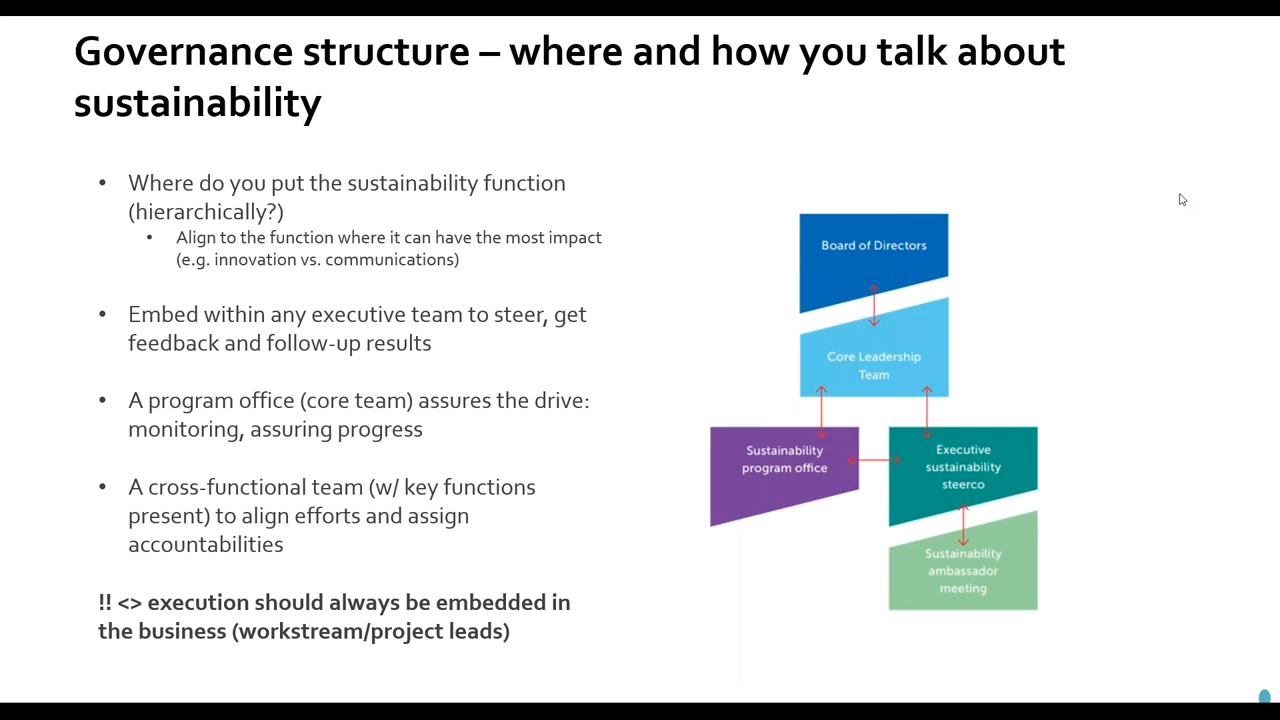 Governance structure – where and how you talk about
sustainability
• Where do you put the sustainability function
(hierarchically?)
• Align to the function where it can have the most impact
(e.g. innovation vs. communications)
• Embed within any executive team to steer, get
feedback and follow-up results
• A program office (core team) assures the drive:
monitoring, assuring progress
• A cross-functional team (w/ key functions
present) to align efforts and assign
accountabilities
!! <> execution should always be embedded in
the business (workstream/project leads)
Board of Directors
Core Leadership
Team
Sustainability
program office
Executive
sustainability
steerco
Sustainability
ambassador
meeting